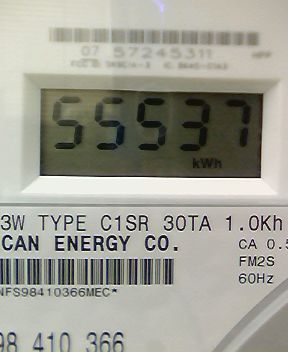 07 57245311
55537
kWh
3W TYPE C1SR 30TA 1.0Kh
CAN ENERGY CO.
CA 0.5
FM2S
60Hz
NFS98410366MEC*
98 410 366